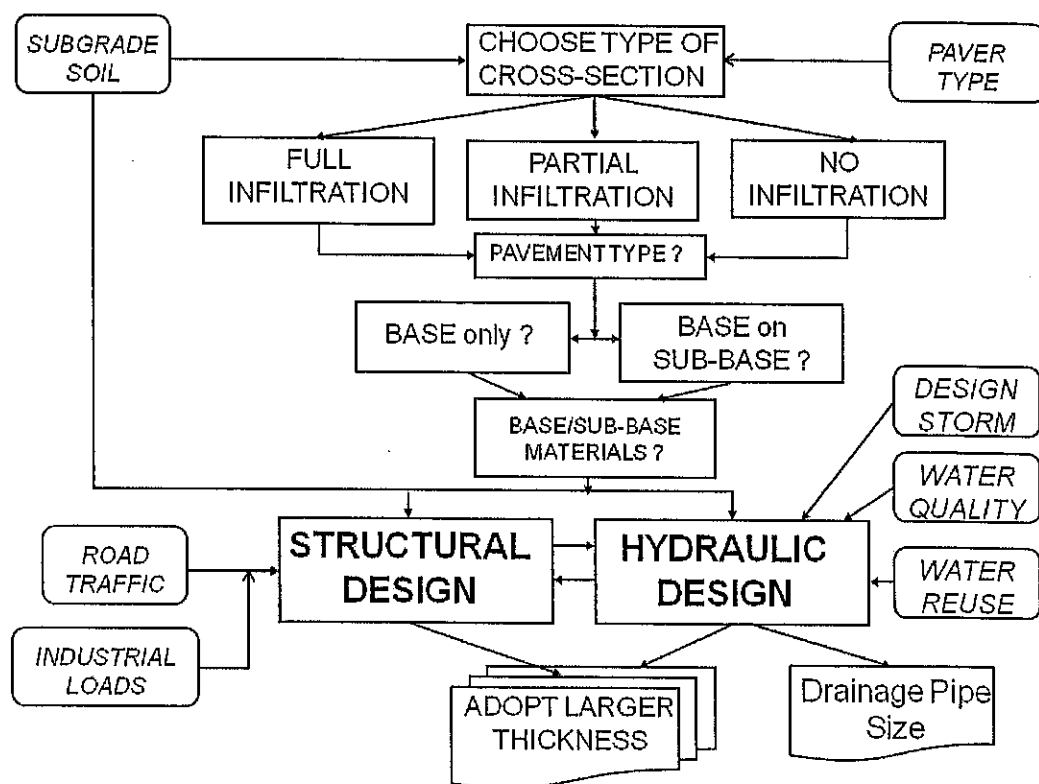 SUBGRADE
SOIL
CHOOSE TYPE OF
CROSS-SECTION
PAVER
TYPE
FULL
INFILTRATION
PARTIAL
INFILTRATION
NO
INFILTRATION
PAVEMENT TYPE ?
BASE only ?
BASE on
SUB-BASE ?
BASE/SUB-BASE
MATERIALS ?
DESIGN
STORM
WATER
QUALITY
ROAD
TRAFFIC
STRUCTURAL
DESIGN
HYDRAULIC
DESIGN
WATER
REUSE
INDUSTRIAL
LOADS
ADOPT LARGER
THICKNESS
Drainage Pipe
Size